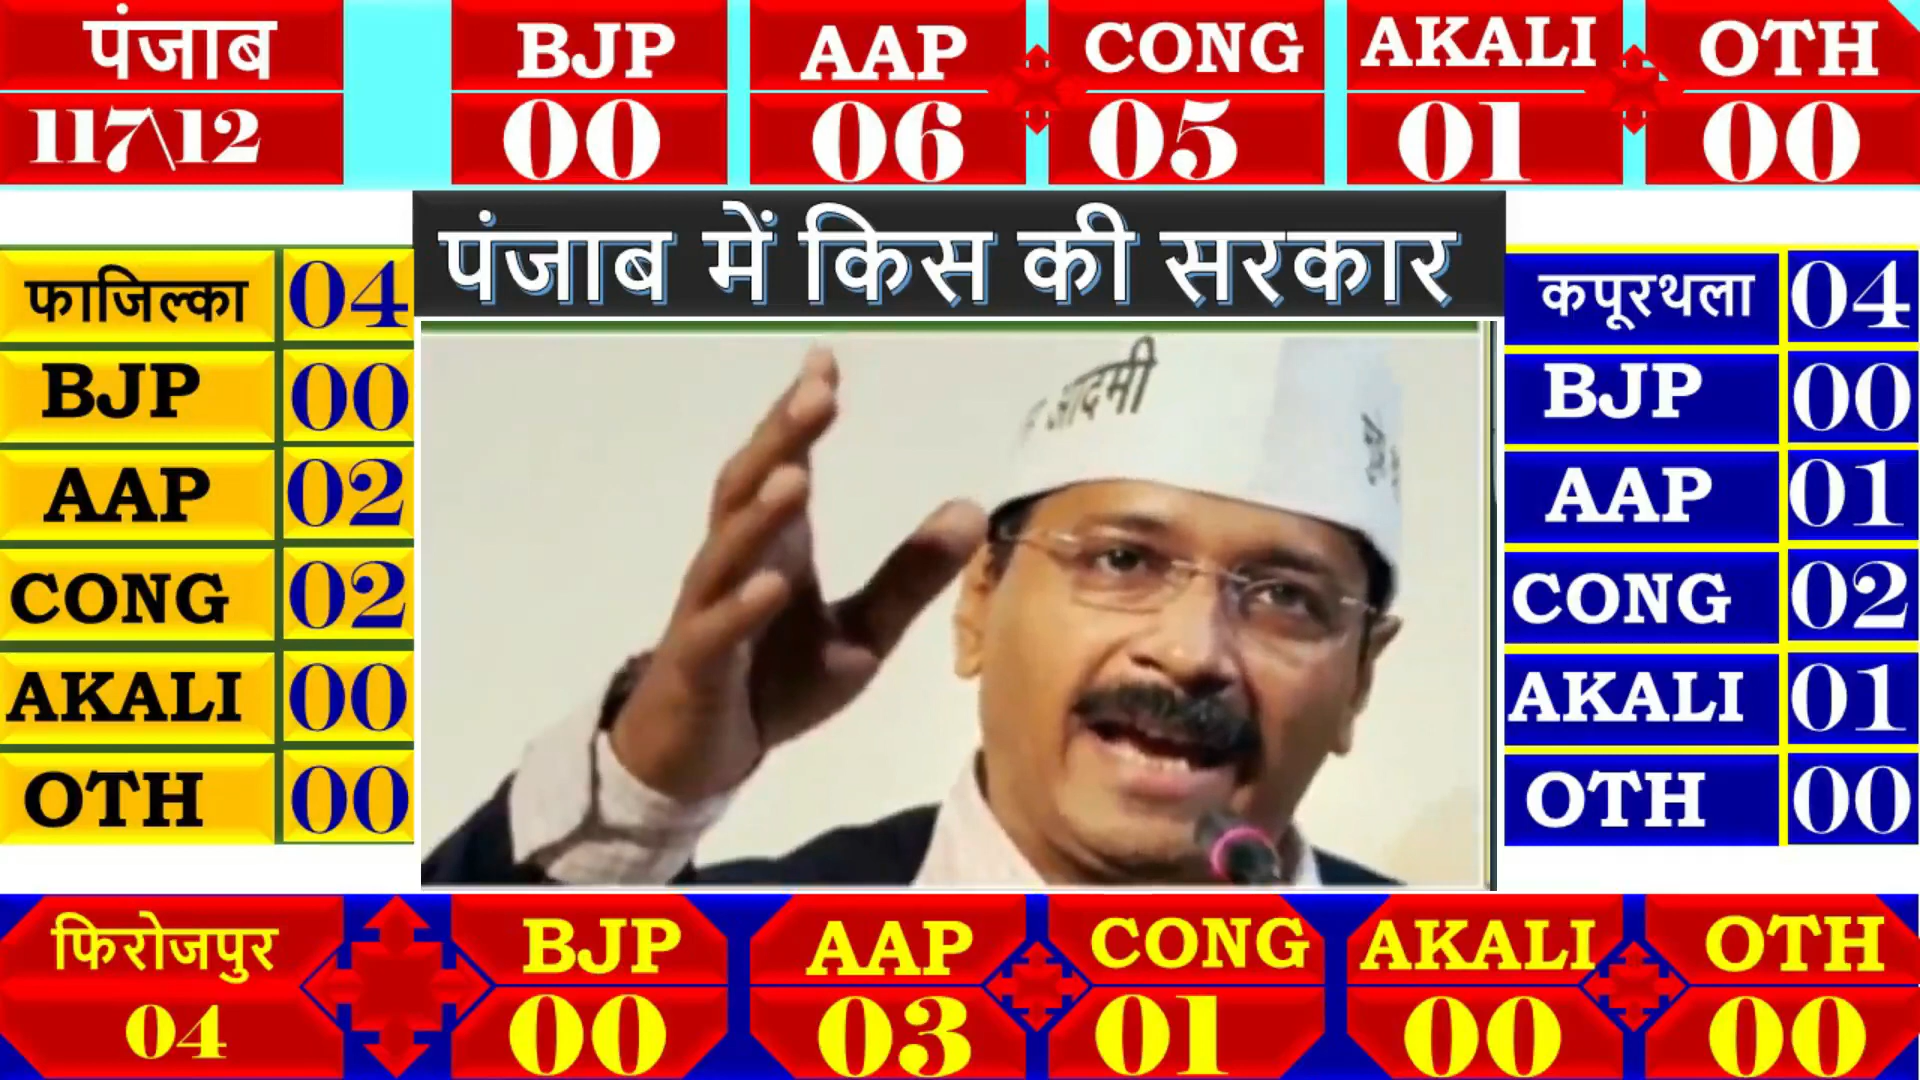 पंजाब
117\12
BJP
00
AAP
06
CONG
05
AKALI
01
OTH
00
पंजाब में किस की सरकार
फाजिल्का 04
BJP 00
AAP 02
CONG 02
AKALI 00
OTH 00
आदमी
कपूरथला 04
BJP 00
AAP 01
CONG 02
AKALI 01
OTH 00
फिरोजपुर
04
BJP
00
AAP
03
CONG
01
AKALI
00
OTH
00